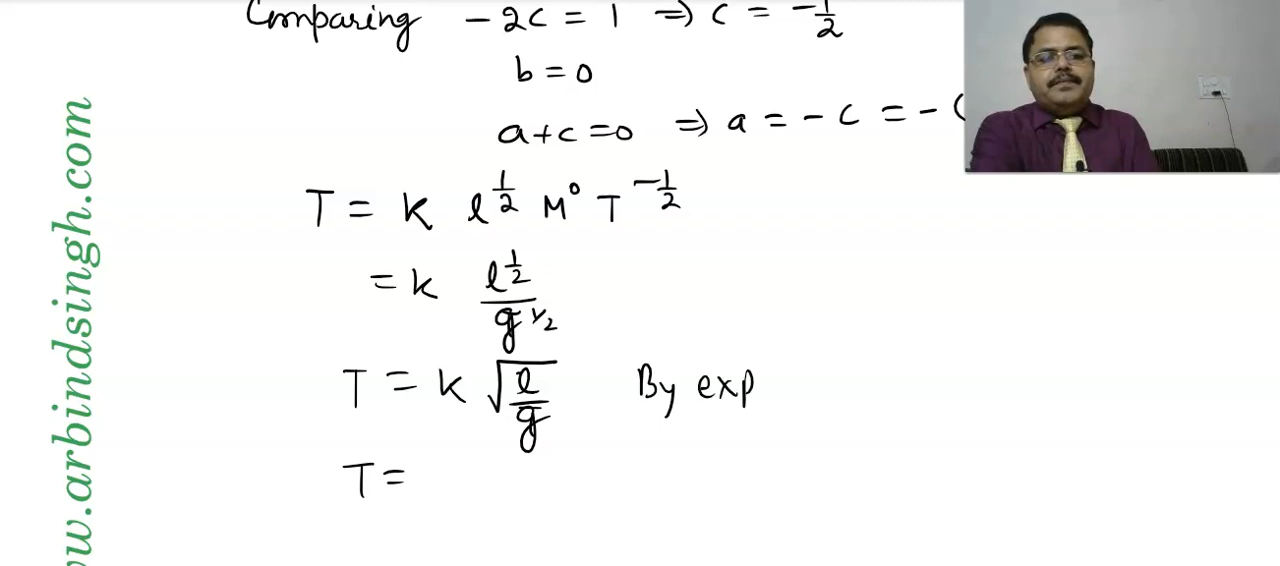 Comparing -2c = 1 ⇒ c = -1/2
b = 0
a+c=0 ⇒ a = -c = -(
T = k l^1/2 M^0 T^-1/2
= k l^1/2 / g^1/2
T = k √(l/g) By exp
T =
w.arbindsingh.com